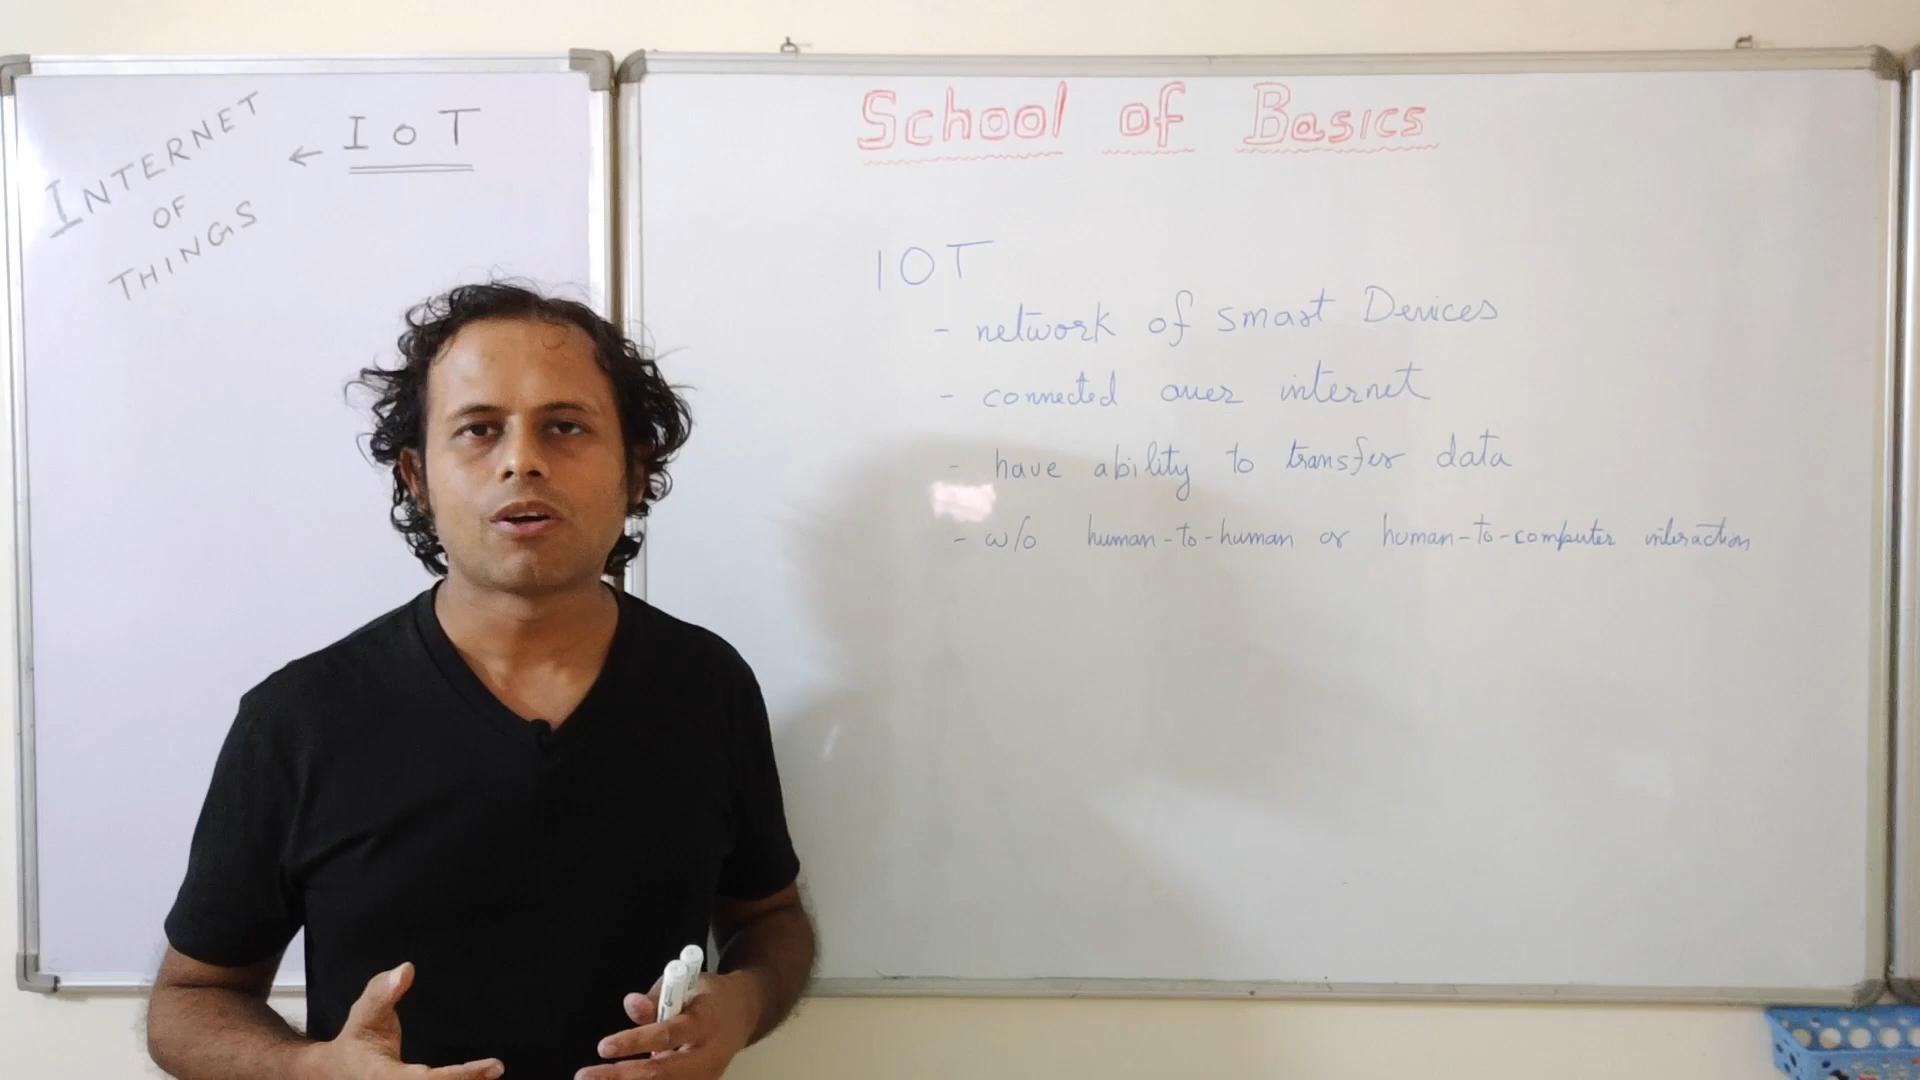 IoT
← 
INTERNET
OF
THINGS
School of Basics
IOT
- network of smart Devices
- connected over internet
- have ability to transfer data
- w/o human-to-human or human-to-computer interaction